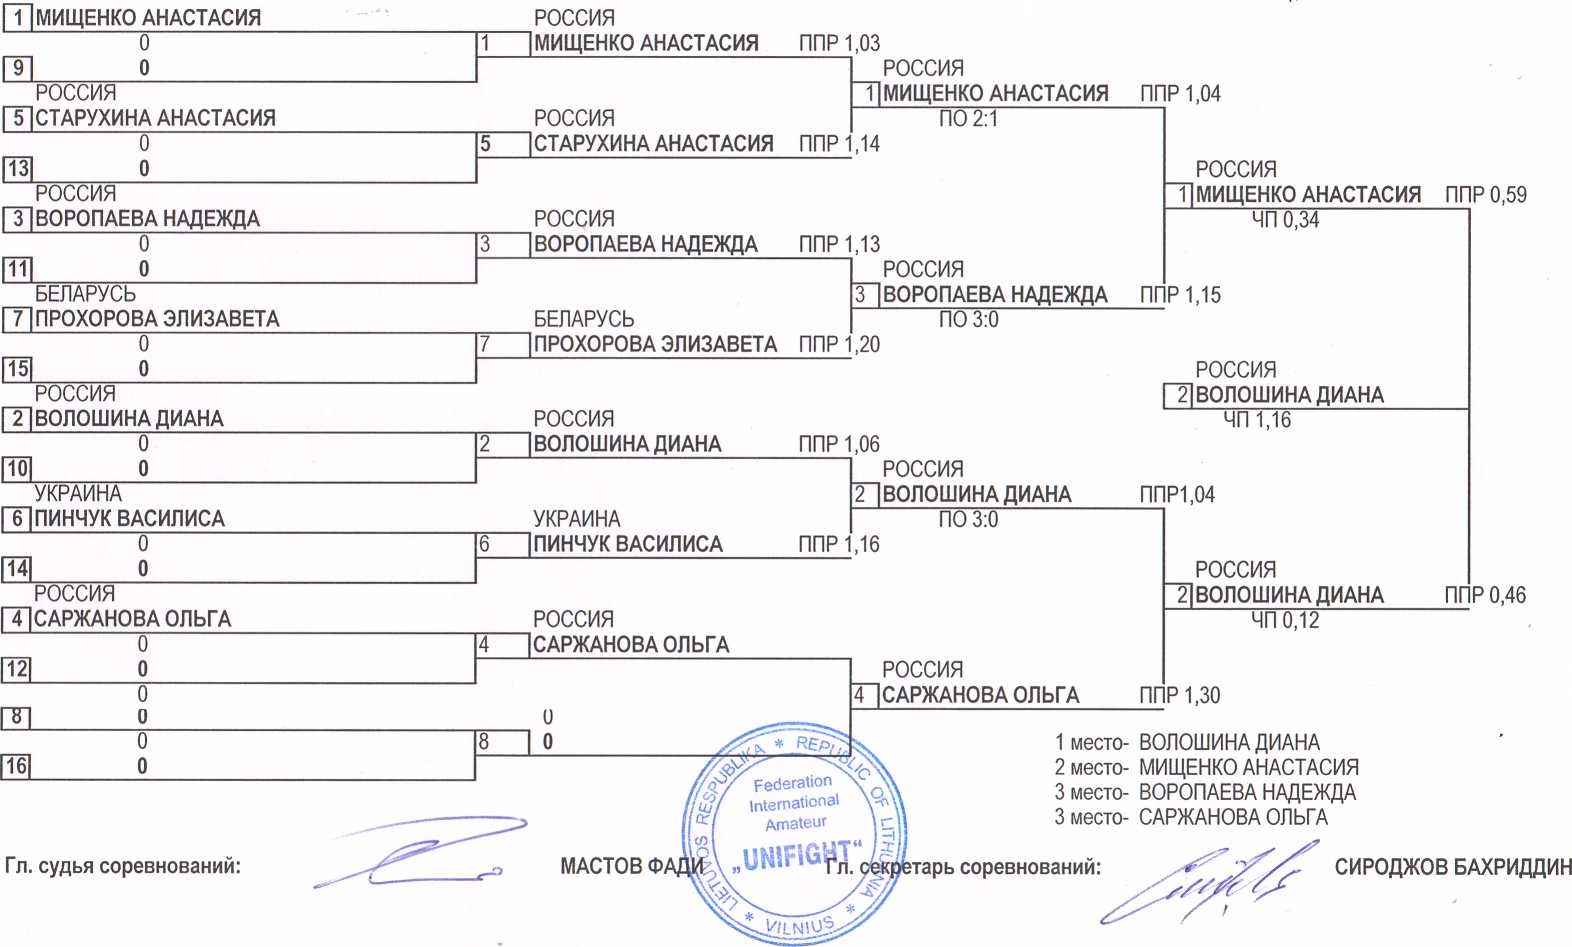 1 МИЩЕНКО АНАСТАСИЯ РОССИЯ
0 1 МИЩЕНКО АНАСТАСИЯ ППР 1,03
9 0 РОССИЯ
РОССИЯ 1 МИЩЕНКО АНАСТАСИЯ ППР 1,04
5 СТАРУХИНА АНАСТАСИЯ РОССИЯ ПО 2:1
0 5 СТАРУХИНА АНАСТАСИЯ ППР 1,14
13 0 РОССИЯ
РОССИЯ 1 МИЩЕНКО АНАСТАСИЯ ППР 0,59
3 ВОРОПАЕВА НАДЕЖДА РОССИЯ ЧП 0,34
0 3 ВОРОПАЕВА НАДЕЖДА ППР 1,13
11 0 РОССИЯ
БЕЛАРУСЬ 3 ВОРОПАЕВА НАДЕЖДА ППР 1,15
7 ПРОХОРОВА ЭЛИЗАВЕТА БЕЛАРУСЬ ПО 3:0
0 7 ПРОХОРОВА ЭЛИЗАВЕТА ППР 1,20
15 0 РОССИЯ
РОССИЯ 2 ВОЛОШИНА ДИАНА
2 ВОЛОШИНА ДИАНА РОССИЯ ЧП 1,16
0 2 ВОЛОШИНА ДИАНА ППР 1,06
10 0 РОССИЯ
УКРАИНА 2 ВОЛОШИНА ДИАНА ППР1,04
6 ПИНЧУК ВАСИЛИСА УКРАИНА ПО 3:0
0 6 ПИНЧУК ВАСИЛИСА ППР 1,16
14 0 РОССИЯ
РОССИЯ 2 ВОЛОШИНА ДИАНА ППР 0,46
4 САРЖАНОВА ОЛЬГА РОССИЯ ЧП 0,12
0 4 САРЖАНОВА ОЛЬГА
12 0 РОССИЯ
0 4 САРЖАНОВА ОЛЬГА ППР 1,30
8 0 0
0 8 0
16 0
1 место- ВОЛОШИНА ДИАНА
2 место- МИЩЕНКО АНАСТАСИЯ
3 место- ВОРОПАЕВА НАДЕЖДА
3 место- САРЖАНОВА ОЛЬГА
LIETUVOS RESPUBLIKA * REPUBLIC OF LITHUANIA * VILNIUS *
Federation
International
Amateur
„UNIFIGHT“
Гл. судья соревнований: МАСТОВ ФАДИ Гл. секретарь соревнований: СИРОДЖОВ БАХРИДДИН